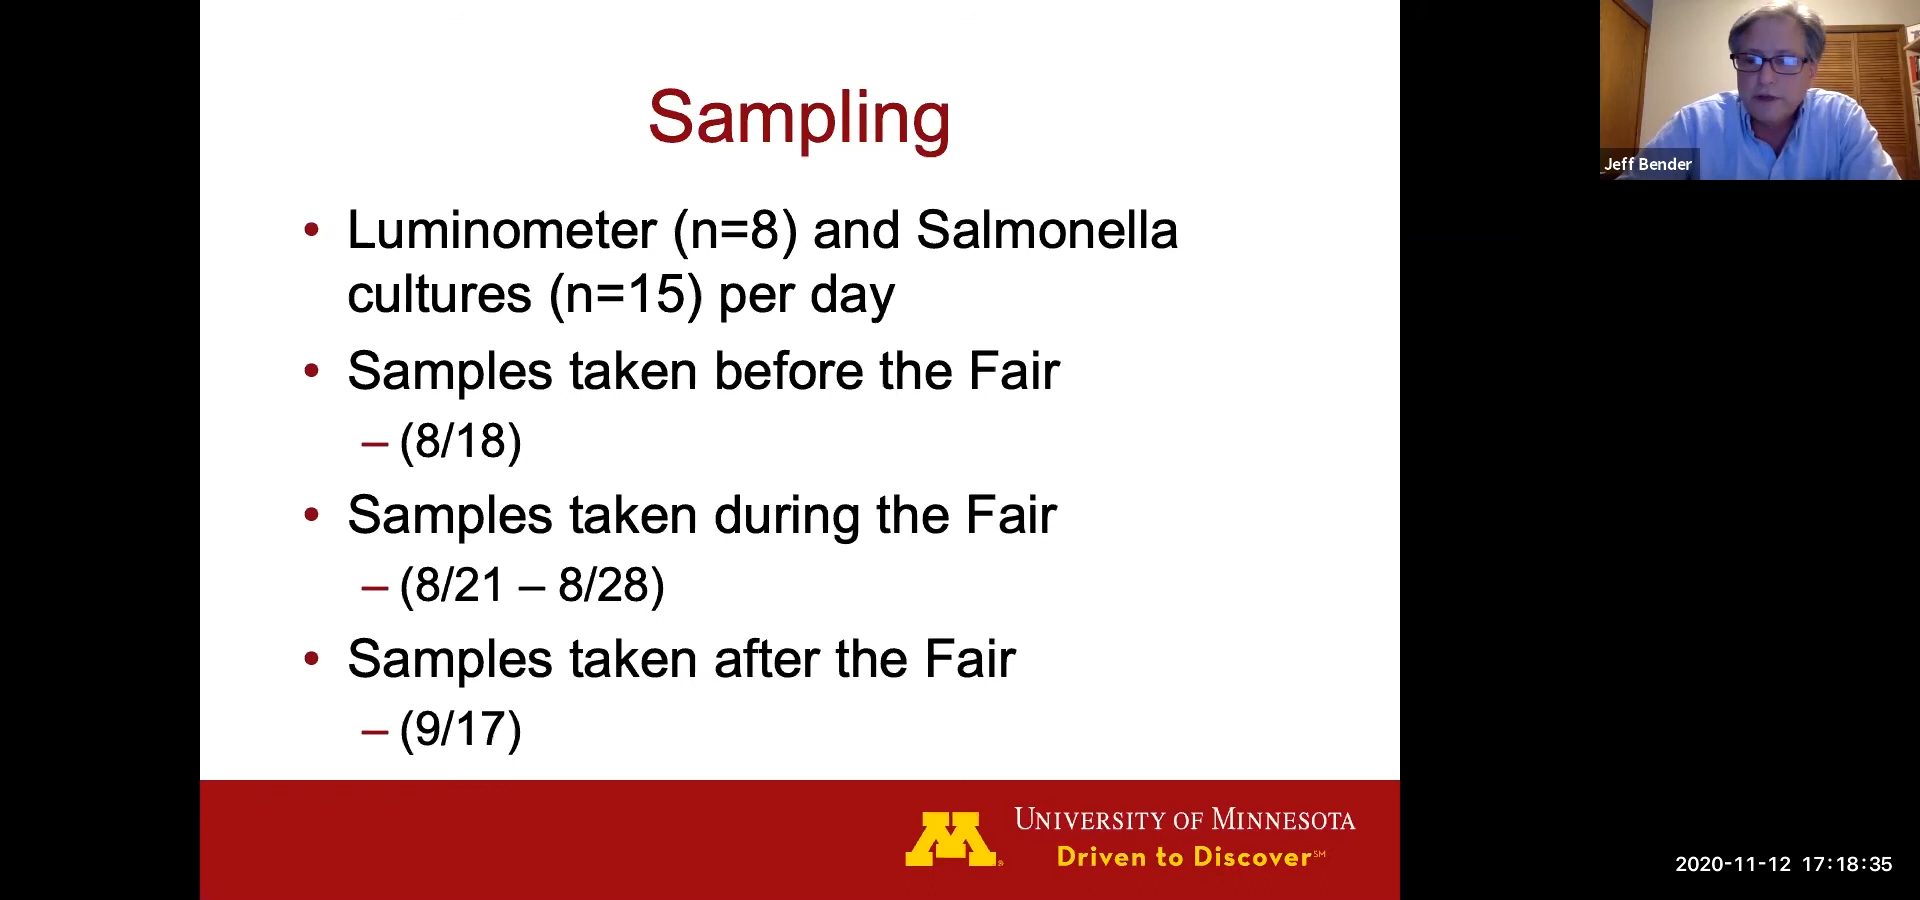 Sampling
• Luminometer (n=8) and Salmonella
cultures (n=15) per day
• Samples taken before the Fair
– (8/18)
• Samples taken during the Fair
– (8/21 – 8/28)
• Samples taken after the Fair
– (9/17)
UNIVERSITY OF MINNESOTA
Driven to Discover℠
Jeff Bender
2020-11-12 17:18:35